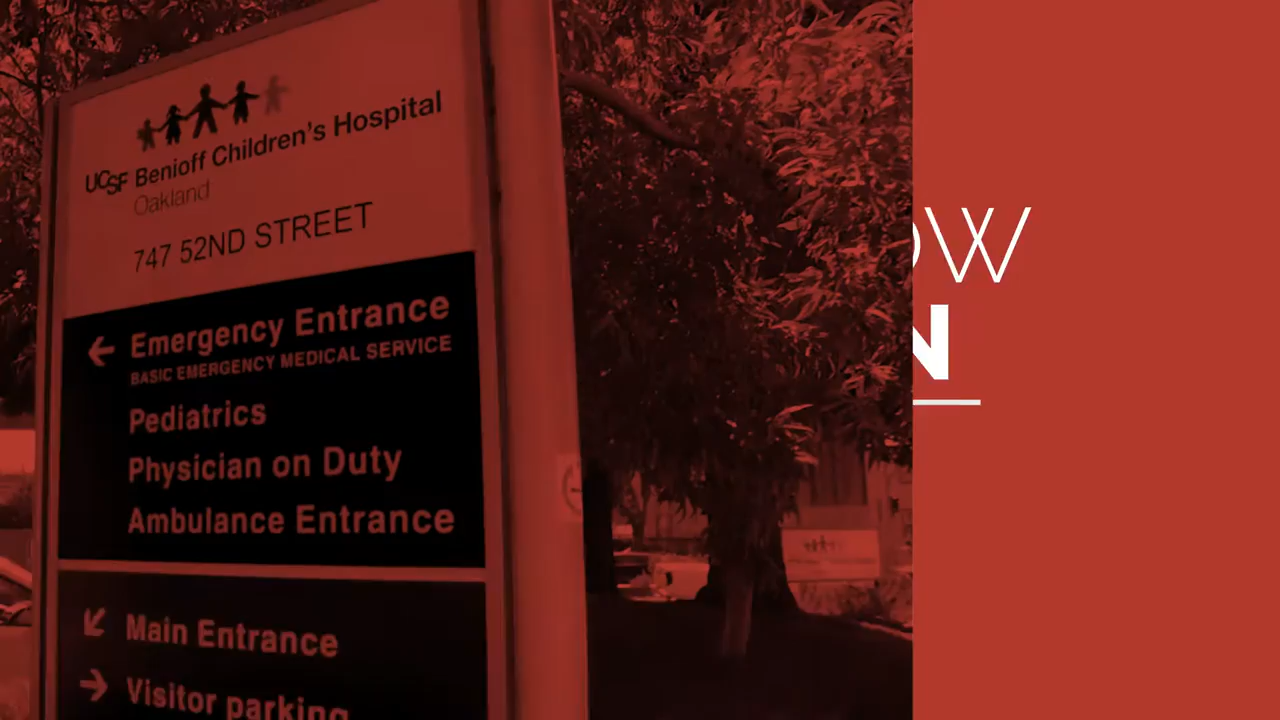 UCSF Benioff Children's Hospital
Oakland
747 52ND STREET
← Emergency Entrance
BASIC EMERGENCY MEDICAL SERVICE
Pediatrics
Physician on Duty
Ambulance Entrance
↙ Main Entrance
→ Visitor parking
OW
N